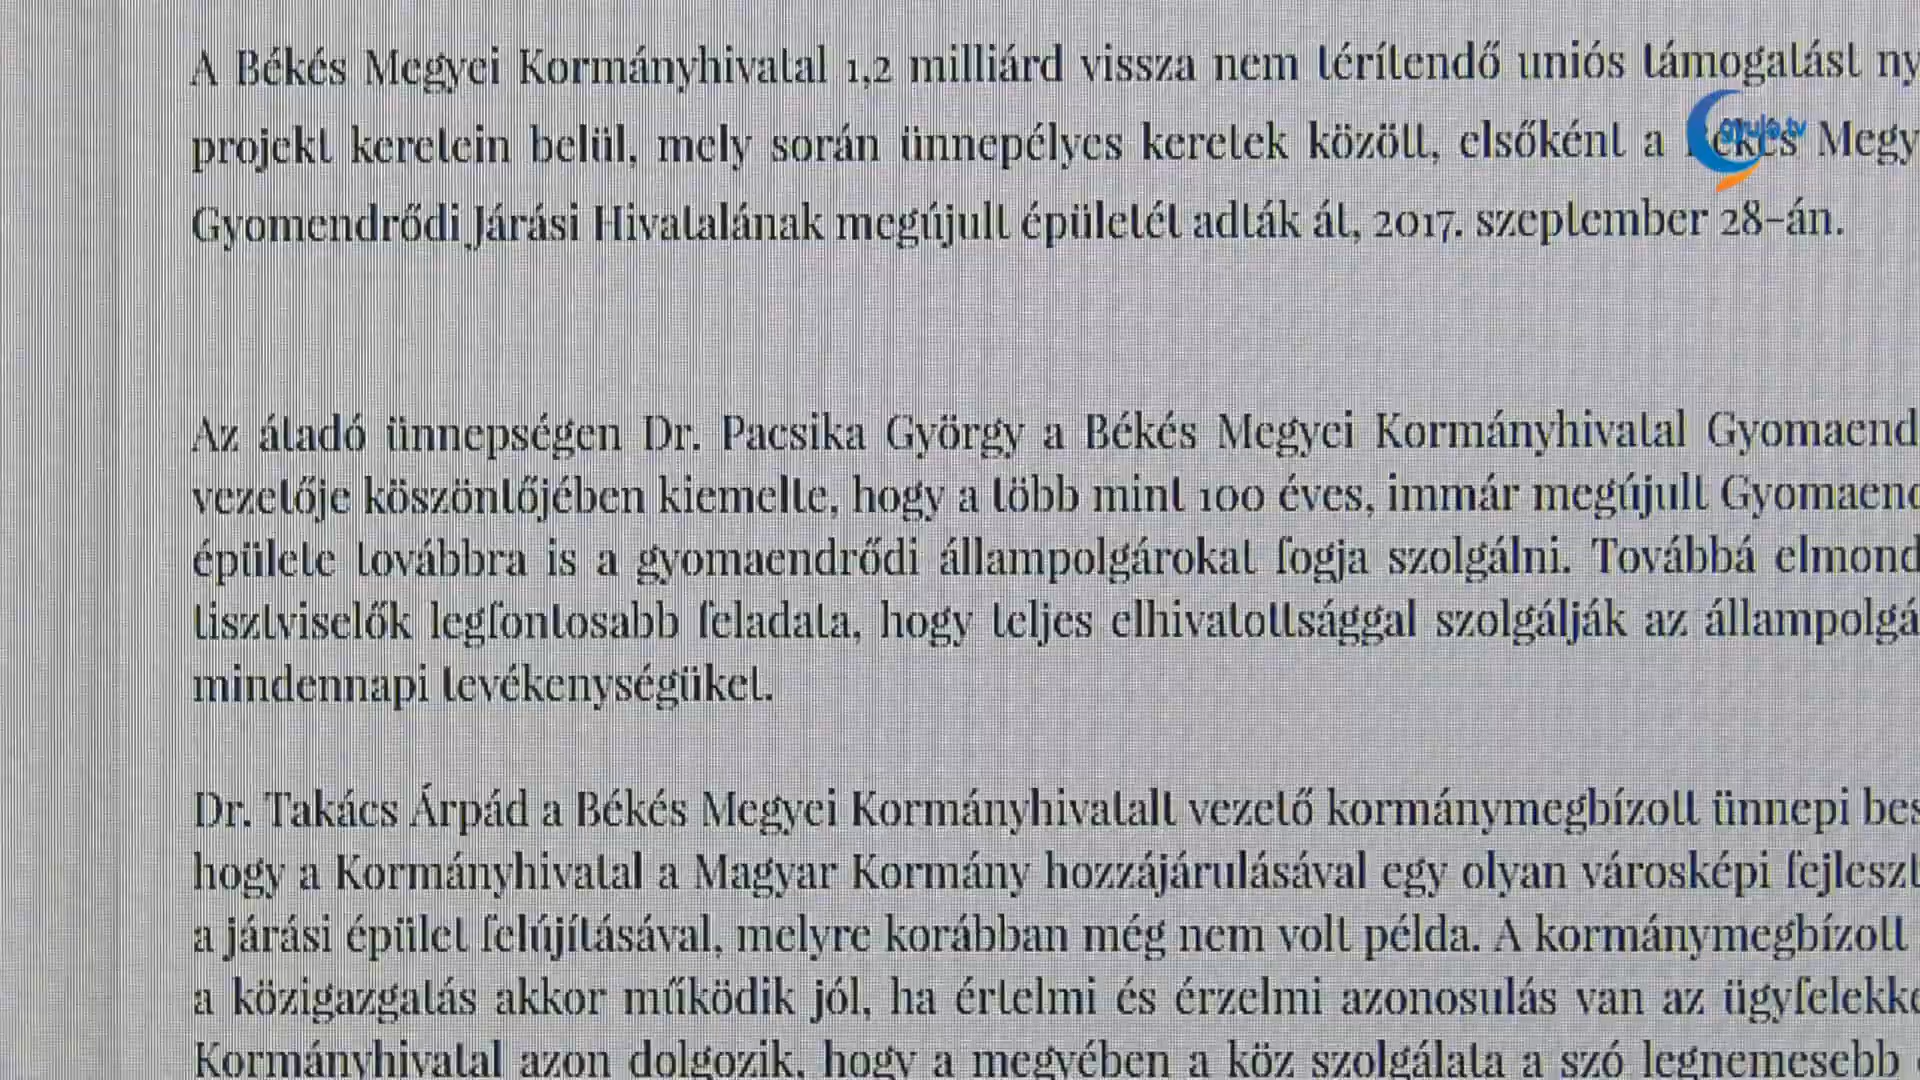 A Békés Megyei Kormányhivatal 1,2 milliárd vissza nem térítendő uniós támogatást ny
projekt keretein belül, mely során ünnepélyes keretek között, elsőként a Békés Megy
gyula tv
Gyomendrődi Járási Hivatalának megújult épületét adták át, 2017. szeptember 28-án.
Az átadó ünnepségen Dr. Pacsika György a Békés Megyei Kormányhivatal Gyomaend
vezetője köszöntőjében kiemelte, hogy a több mint 100 éves, immár megújult Gyomaend
épülete továbbra is a gyomaendrődi állampolgárokat fogja szolgálni. Továbbá elmond
tisztviselők legfontosabb feladata, hogy teljes elhivatottsággal szolgálják az állampolgá
mindennapi tevékenységüket.
Dr. Takács Árpád a Békés Megyei Kormányhivatalt vezető kormánymegbízott ünnepi bes
hogy a Kormányhivatal a Magyar Kormány hozzájárulásával egy olyan városképi fejleszt
a járási épület felújításával, melyre korábban még nem volt példa. A kormánymegbízott
a közigazgatás akkor működik jól, ha értelmi és érzelmi azonosulás van az ügyfelekke
Kormányhivatal azon dolgozik, hogy a megyében a köz szolgálata a szó legnemesebb